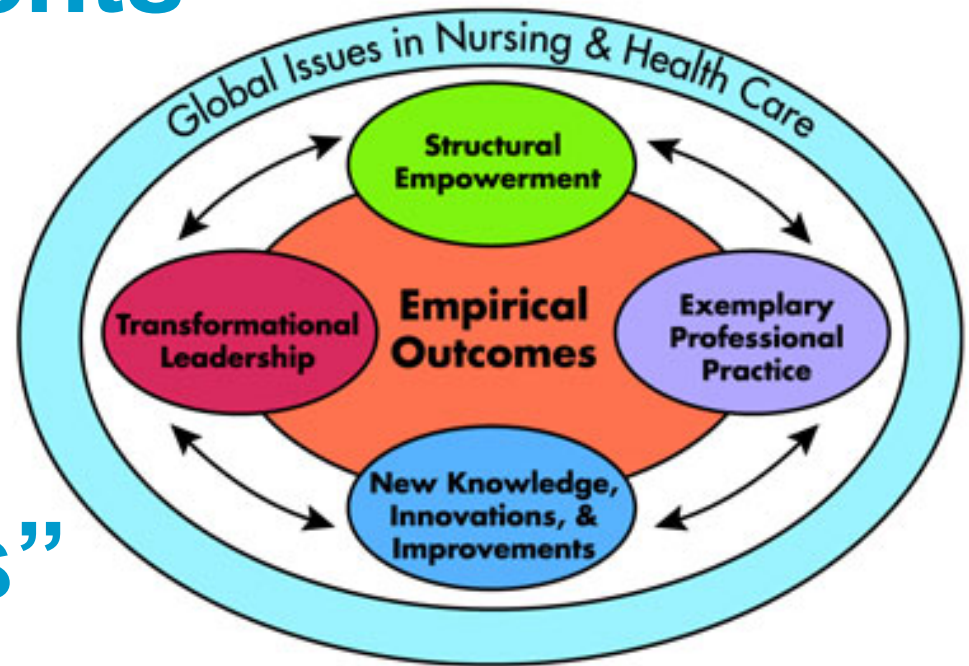 Global Issues in Nursing & Health Care
Structural
Empowerment
Transformational
Leadership
Empirical
Outcomes
Exemplary
Professional
Practice
New Knowledge,
Innovations, &
Improvements